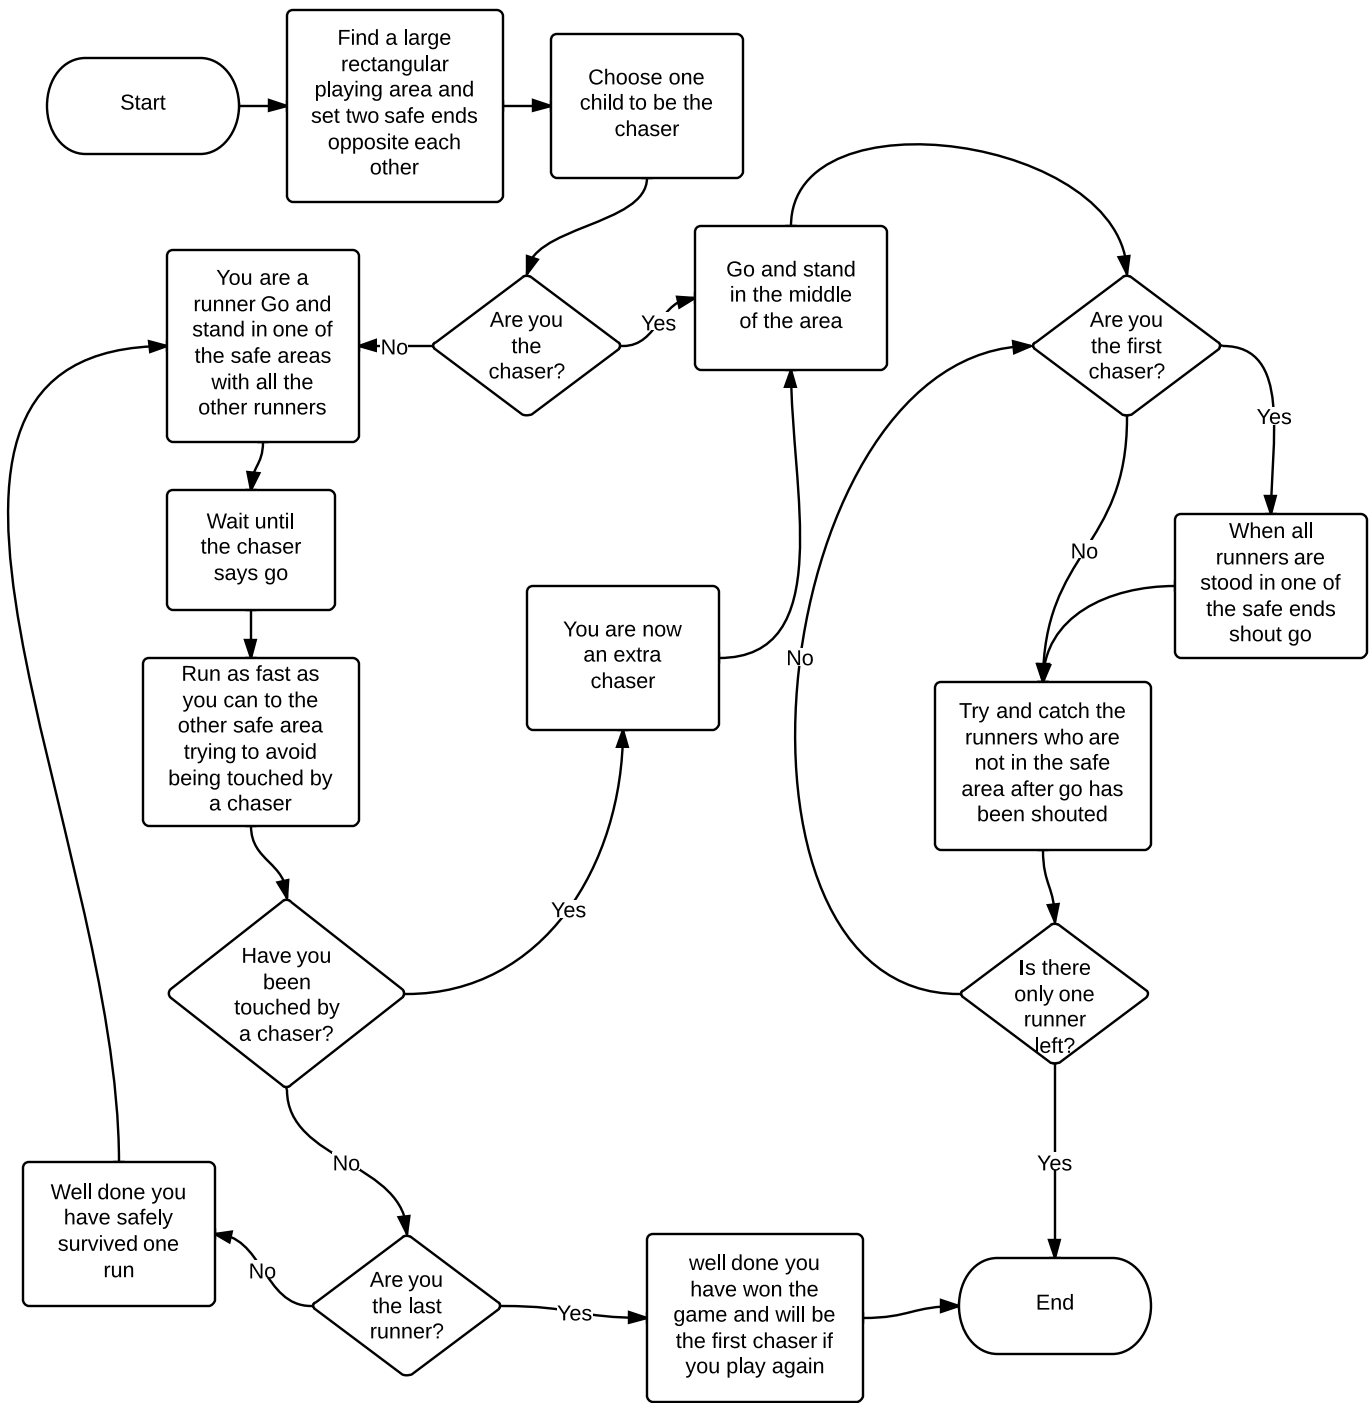 Start
Find a large
rectangular
playing area and
set two safe ends
opposite each
other
Choose one
child to be the
chaser
Are you
the
chaser?
No
Yes
You are a
runner Go and
stand in one of
the safe areas
with all the
other runners
Go and stand
in the middle
of the area
Are you
the first
chaser?
Yes
No
When all
runners are
stood in one of
the safe ends
shout go
Wait until
the chaser
says go
Run as fast as
you can to the
other safe area
trying to avoid
being touched by
a chaser
You are now
an extra
chaser
No
Try and catch the
runners who are
not in the safe
area after go has
been shouted
Have you
been
touched by
a chaser?
Yes
No
Is there
only one
runner
left?
Yes
Well done you
have safely
survived one
run
No
Are you
the last
runner?
Yes
well done you
have won the
game and will be
the first chaser if
you play again
End